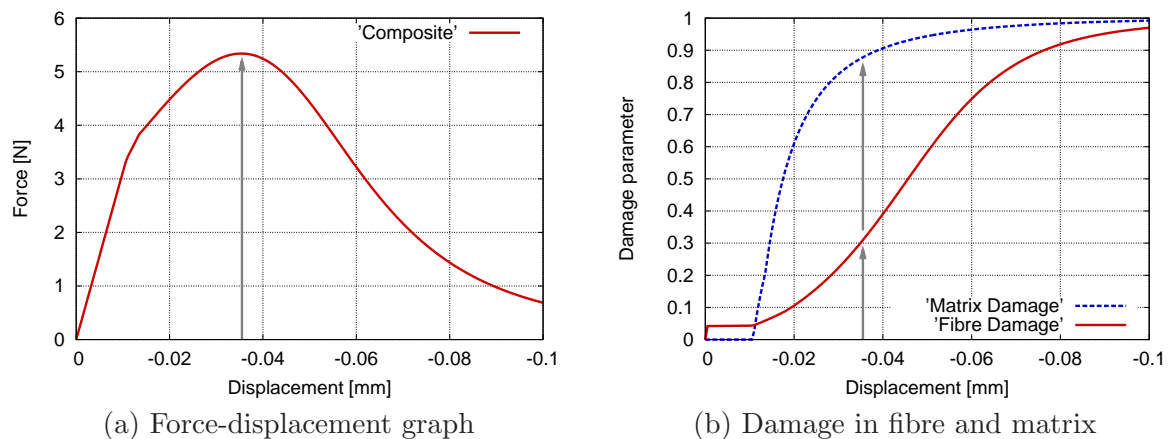 6
5
4
3
2
1
0
0 -0.02 -0.04 -0.06 -0.08 -0.1
Force [N]
Displacement [mm]
'Composite'
(a) Force-displacement graph
1
0.9
0.8
0.7
0.6
0.5
0.4
0.3
0.2
0.1
0
0 -0.02 -0.04 -0.06 -0.08 -0.1
Damage parameter
Displacement [mm]
'Matrix Damage'
'Fibre Damage'
(b) Damage in fibre and matrix